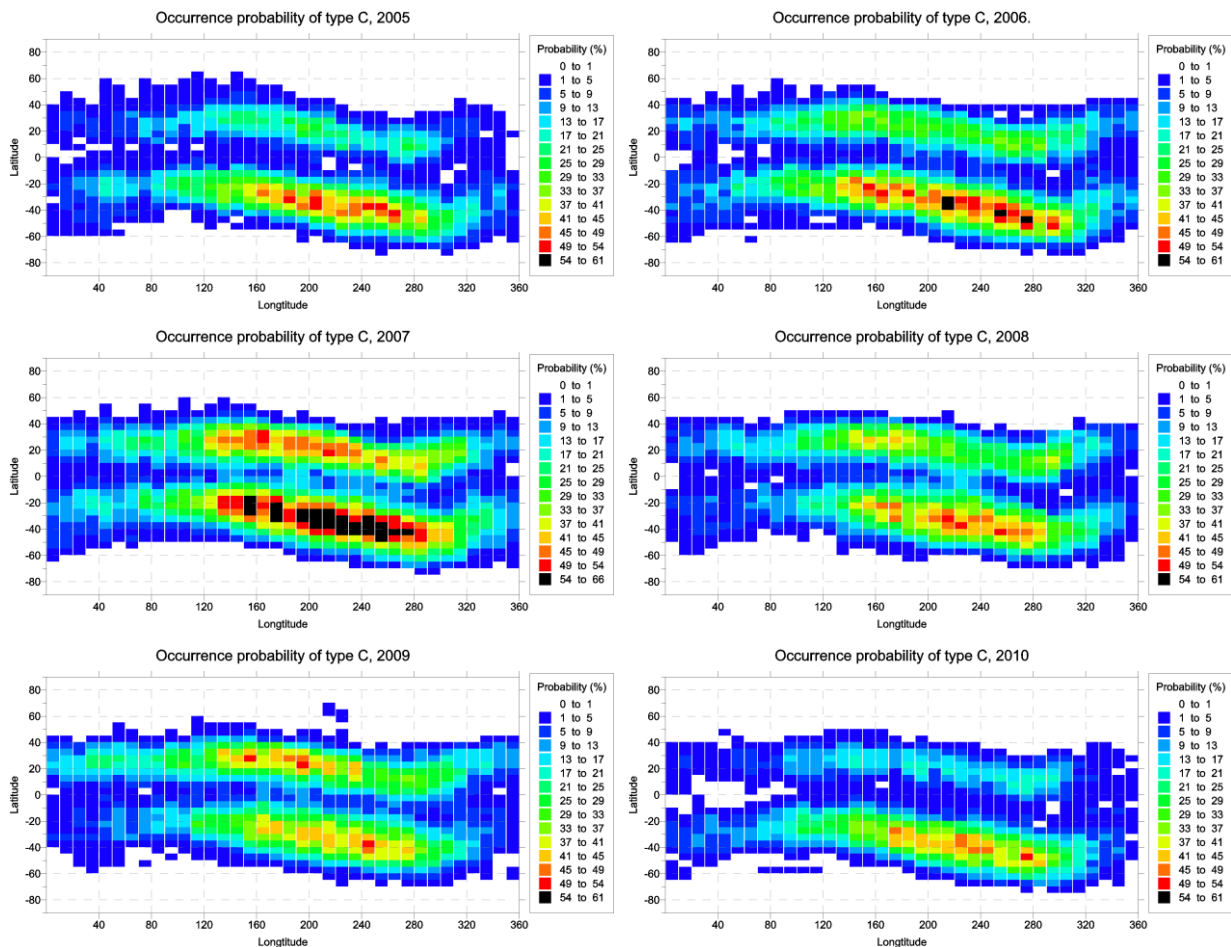 Occurrence probability of type C, 2005
Probability (%)
0 to 1
1 to 5
5 to 9
9 to 13
13 to 17
17 to 21
21 to 25
25 to 29
29 to 33
33 to 37
37 to 41
41 to 45
45 to 49
49 to 54
54 to 61
80
60
40
20
0
-20
-40
-60
-80
Latitude
40 80 120 160 200 240 280 320 360
Longtitude
Occurrence probability of type C, 2006.
Probability (%)
0 to 1
1 to 5
5 to 9
9 to 13
13 to 17
17 to 21
21 to 25
25 to 29
29 to 33
33 to 37
37 to 41
41 to 45
45 to 49
49 to 54
54 to 61
80
60
40
20
0
-20
-40
-60
-80
Latitude
40 80 120 160 200 240 280 320 360
Longtitude
Occurrence probability of type C, 2007
Probability (%)
0 to 1
1 to 5
5 to 9
9 to 13
13 to 17
17 to 21
21 to 25
25 to 29
29 to 33
33 to 37
37 to 41
41 to 45
45 to 49
49 to 54
54 to 66
80
60
40
20
0
-20
-40
-60
-80
Latitude
40 80 120 160 200 240 280 320 360
Longtitude
Occurrence probability of type C, 2008
Probability (%)
0 to 1
1 to 5
5 to 9
9 to 13
13 to 17
17 to 21
21 to 25
25 to 29
29 to 33
33 to 37
37 to 41
41 to 45
45 to 49
49 to 54
54 to 61
80
60
40
20
0
-20
-40
-60
-80
Latitude
40 80 120 160 200 240 280 320 360
Longtitude
Occurrence probability of type C, 2009
Probability (%)
0 to 1
1 to 5
5 to 9
9 to 13
13 to 17
17 to 21
21 to 25
25 to 29
29 to 33
33 to 37
37 to 41
41 to 45
45 to 49
49 to 54
54 to 61
80
60
40
20
0
-20
-40
-60
-80
Latitude
40 80 120 160 200 240 280 320 360
Longtitude
Occurrence probability of type C, 2010
Probability (%)
0 to 1
1 to 5
5 to 9
9 to 13
13 to 17
17 to 21
21 to 25
25 to 29
29 to 33
33 to 37
37 to 41
41 to 45
45 to 49
49 to 54
54 to 61
80
60
40
20
0
-20
-40
-60
-80
Latitude
40 80 120 160 200 240 280 320 360
Longtitude